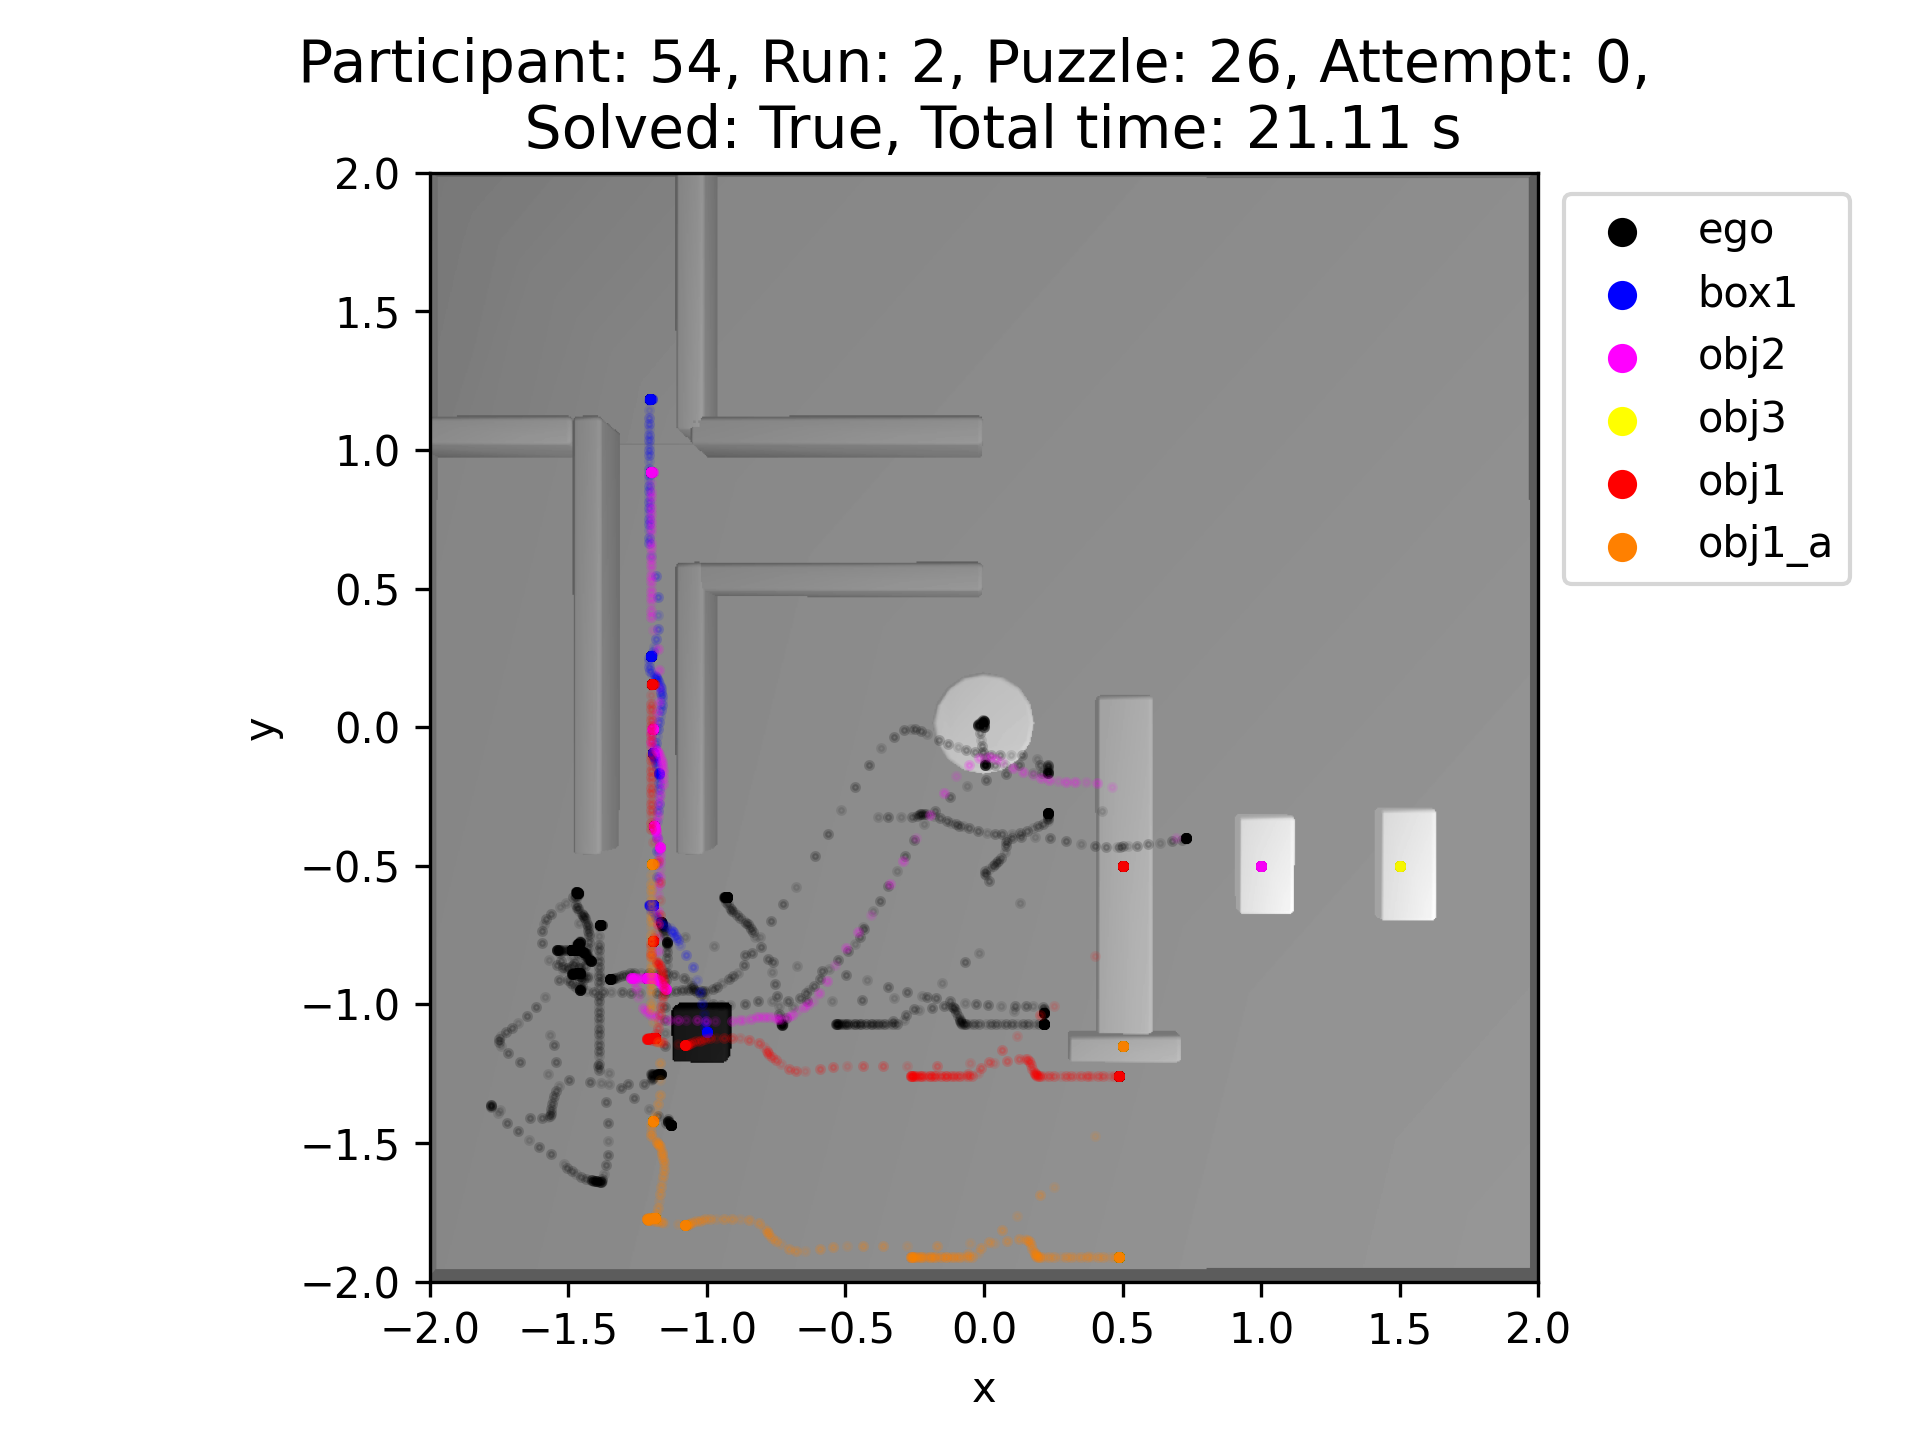 Participant: 54, Run: 2, Puzzle: 26, Attempt: 0,
Solved: True, Total time: 21.11 s
2.0
1.5
1.0
0.5
0.0
−0.5
−1.0
−1.5
−2.0
y
−2.0 −1.5 −1.0 −0.5 0.0 0.5 1.0 1.5 2.0
x
ego
box1
obj2
obj3
obj1
obj1_a